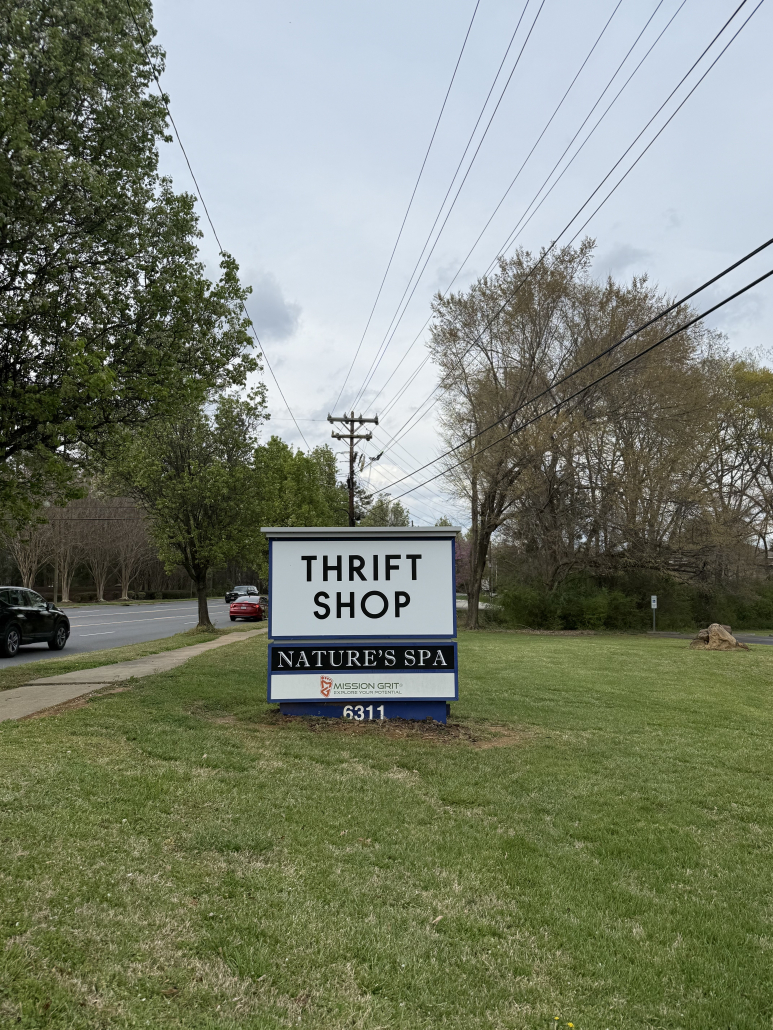 THRIFT
SHOP
NATURE'S SPA
MISSION GRIT
EXPLORE YOUR POTENTIAL
6311